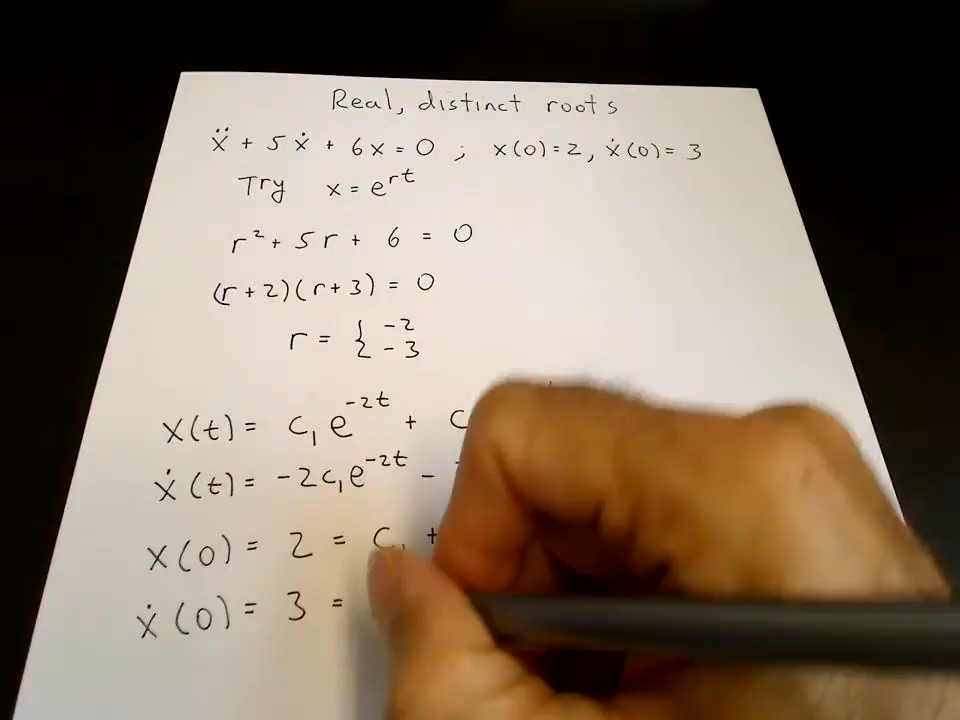 Real, distinct roots
ẍ + 5ẋ + 6x = 0 ; x(0)=2, ẋ(0)= 3
Try x = e^{rt}
r² + 5r + 6 = 0
(r+2)(r+3) = 0
r = { -2
-3
x(t) = c₁e^{-2t} + c
ẋ(t) = -2c₁e^{-2t} -
x(0) = 2 = c₁ +
ẋ(0) = 3 =